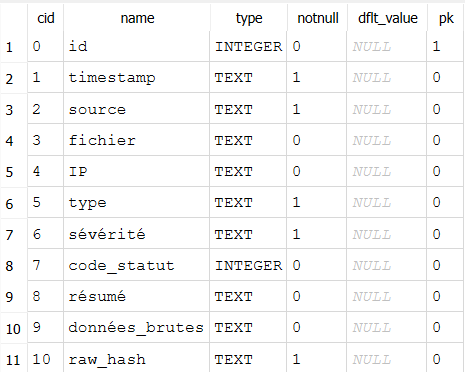 cid name type notnull dflt_value pk
1 0 id INTEGER 0 NULL 1
2 1 timestamp TEXT 1 NULL 0
3 2 source TEXT 1 NULL 0
4 3 fichier TEXT 0 NULL 0
5 4 IP TEXT 0 NULL 0
6 5 type TEXT 1 NULL 0
7 6 sévérité TEXT 1 NULL 0
8 7 code_statut INTEGER 0 NULL 0
9 8 résumé TEXT 0 NULL 0
10 9 données_brutes TEXT 0 NULL 0
11 10 raw_hash TEXT 1 NULL 0